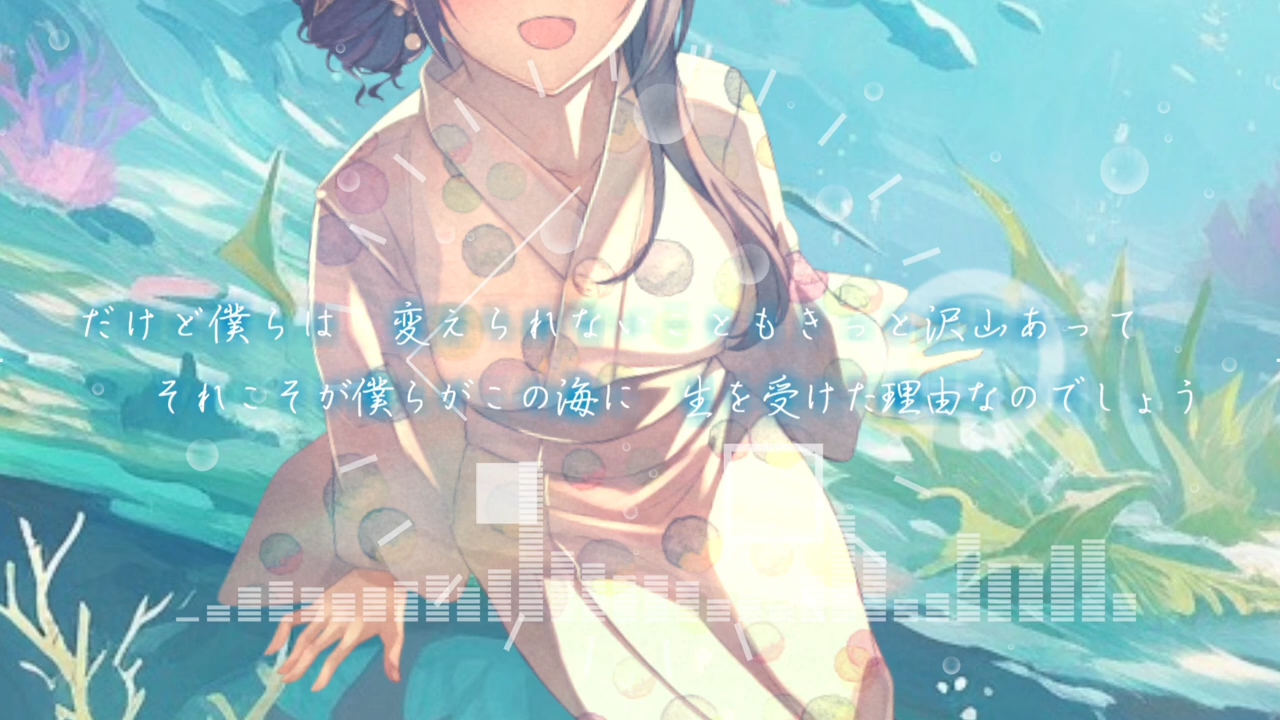 だけど僕らは　変えられないこともきっと沢山あって
それこそが僕らがこの海に　生を受けた理由なのでしょう